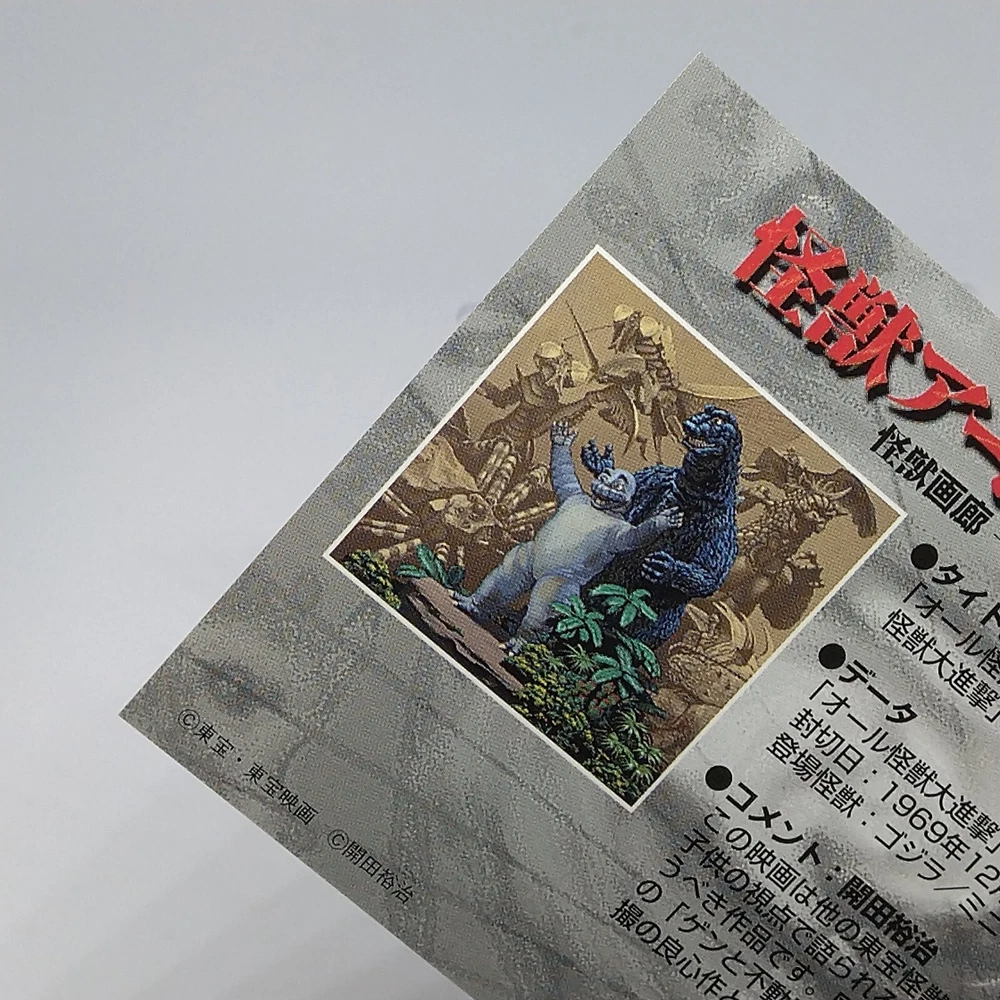 怪獣アー
怪獣画廊
●タイト
「オール怪
怪獣大進撃」
●データ
「オール怪獣大進撃」
封切日：1969年12
登場怪獣：ゴジラ／ミニ
●コメント：開田裕治
この映画は他の東宝怪獣
子供の視点で語られる
うべき作品です。
の「ゲンと不動
撮の良心作と
©東宝・東宝映画 ©開田裕治